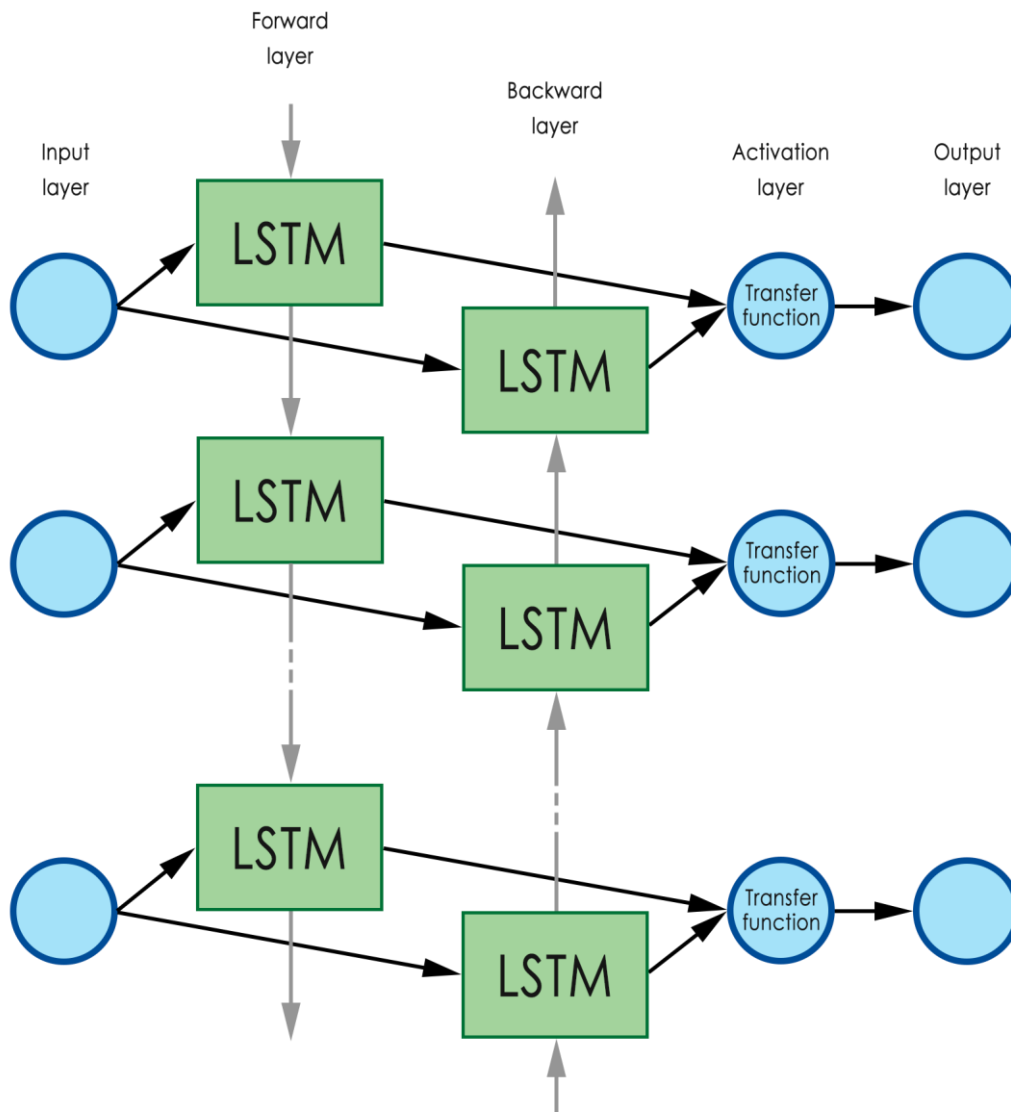 Forward
layer
Backward
layer
Input
layer
Activation
layer
Output
layer
LSTM
Transfer
function
LSTM
LSTM
Transfer
function
LSTM
LSTM
Transfer
function
LSTM